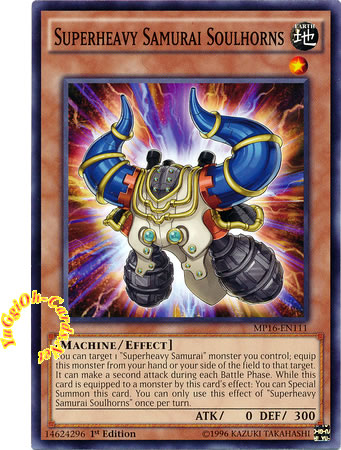 SUPERHEAVY SAMURAI SOULHORNS
EARTH
地
YuGgiOh-Cards.net
MP16-EN111
[MACHINE/EFFECT]
You can target 1 "Superheavy Samurai" monster you control; equip
this monster from your hand or your side of the field to that target.
It can make a second attack during each Battle Phase. While this
card is equipped to a monster by this card's effect: You can Special
Summon this card. You can only use this effect of "Superheavy
Samurai Soulhorns" once per turn.
ATK/ 0 DEF/ 300
14624296 1st Edition ©1996 KAZUKI TAKAHASHI